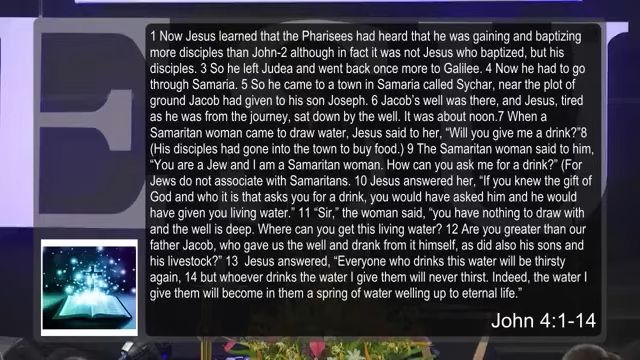 1 Now Jesus learned that the Pharisees had heard that he was gaining and baptizing
more disciples than John-2 although in fact it was not Jesus who baptized, but his
disciples. 3 So he left Judea and went back once more to Galilee. 4 Now he had to go
through Samaria. 5 So he came to a town in Samaria called Sychar, near the plot of
ground Jacob had given to his son Joseph. 6 Jacob’s well was there, and Jesus, tired
as he was from the journey, sat down by the well. It was about noon.7 When a
Samaritan woman came to draw water, Jesus said to her, “Will you give me a drink?”8
(His disciples had gone into the town to buy food.) 9 The Samaritan woman said to him,
“You are a Jew and I am a Samaritan woman. How can you ask me for a drink?” (For
Jews do not associate with Samaritans. 10 Jesus answered her, “If you knew the gift of
God and who it is that asks you for a drink, you would have asked him and he would
have given you living water.” 11 “Sir,” the woman said, “you have nothing to draw with
and the well is deep. Where can you get this living water? 12 Are you greater than our
father Jacob, who gave us the well and drank from it himself, as did also his sons and
his livestock?” 13 Jesus answered, “Everyone who drinks this water will be thirsty
again, 14 but whoever drinks the water I give them will never thirst. Indeed, the water I
give them will become in them a spring of water welling up to eternal life.”
John 4:1-14